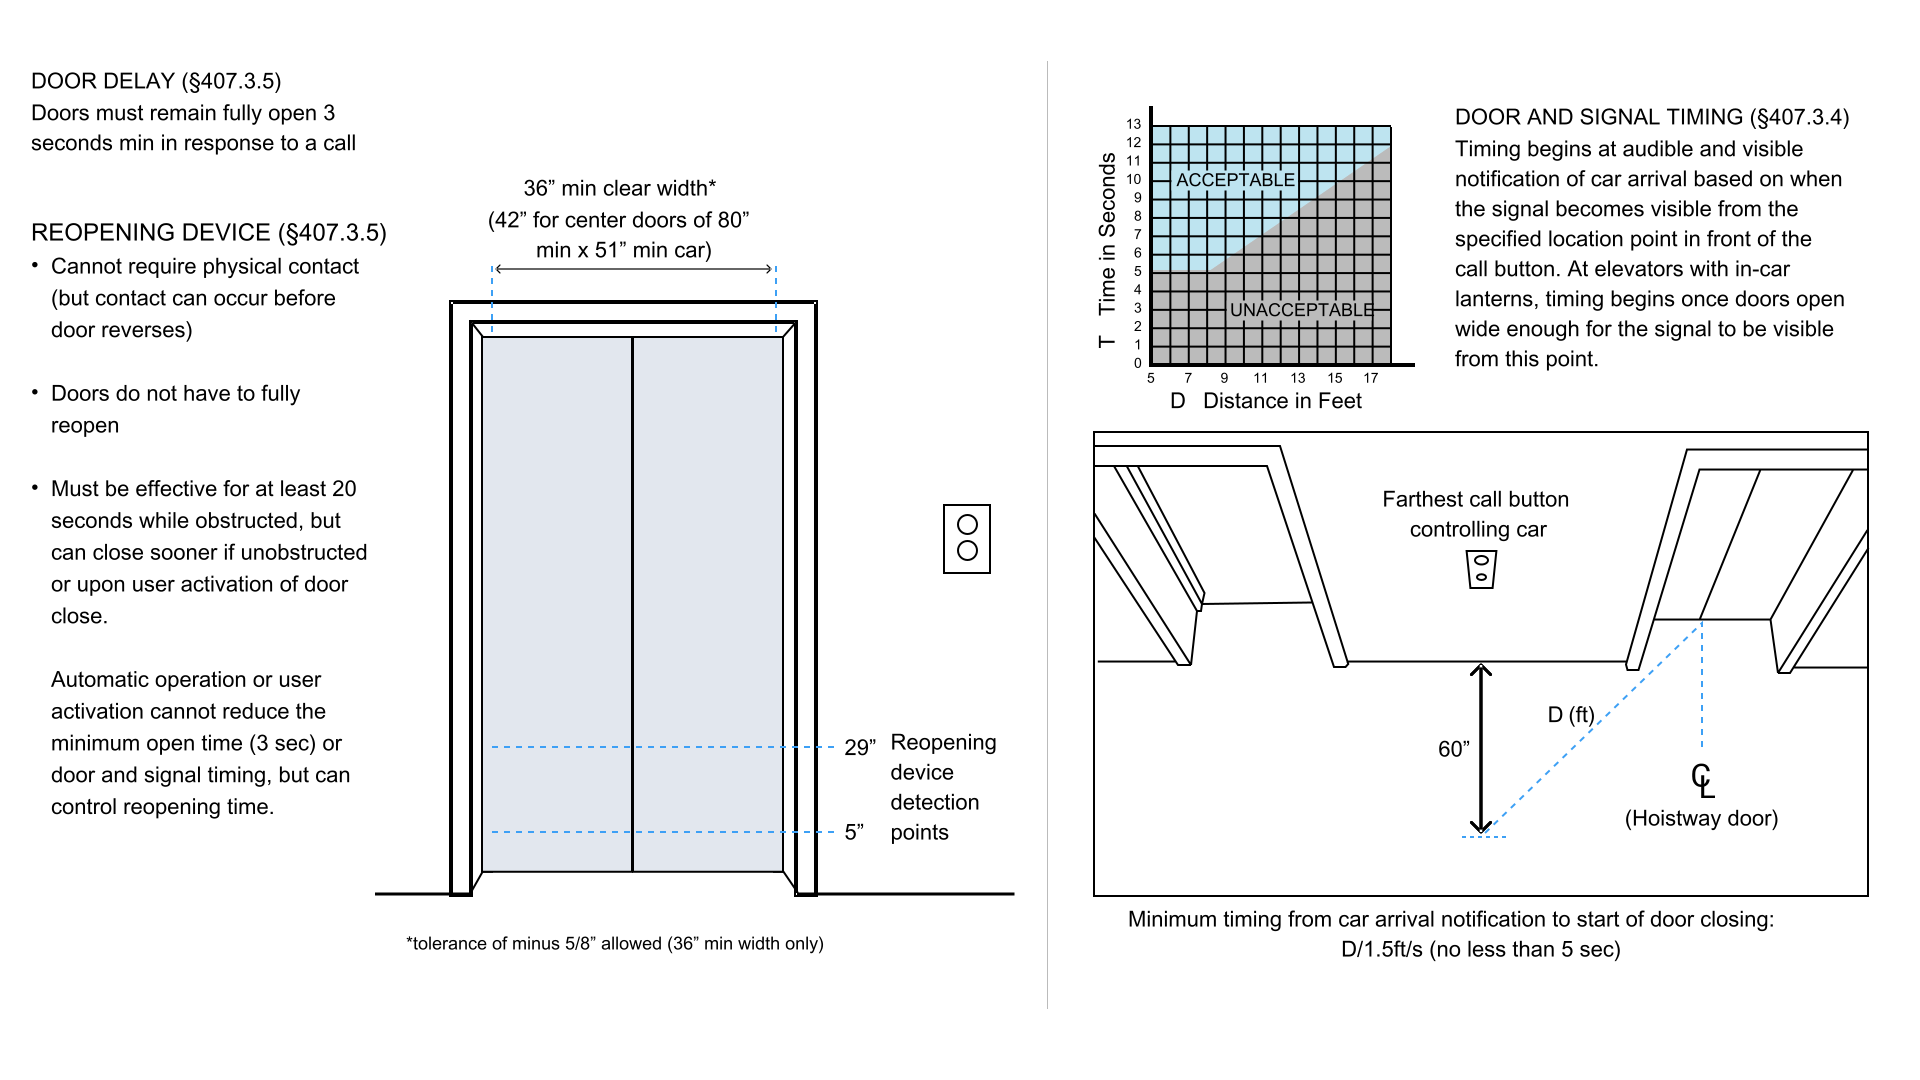 DOOR DELAY (§407.3.5)
Doors must remain fully open 3
seconds min in response to a call
REOPENING DEVICE (§407.3.5)
• Cannot require physical contact
(but contact can occur before
door reverses)
• Doors do not have to fully
reopen
• Must be effective for at least 20
seconds while obstructed, but
can close sooner if unobstructed
or upon user activation of door
close.
Automatic operation or user
activation cannot reduce the
minimum open time (3 sec) or
door and signal timing, but can
control reopening time.
36” min clear width*
(42” for center doors of 80”
min x 51” min car)
29”
5”
Reopening
device
detection
points
*tolerance of minus 5/8” allowed (36” min width only)
T Time in Seconds
13
12
11
10
9
8
7
6
5
4
3
2
1
0
ACCEPTABLE
UNACCEPTABLE
5 7 9 11 13 15 17
D Distance in Feet
DOOR AND SIGNAL TIMING (§407.3.4)
Timing begins at audible and visible
notification of car arrival based on when
the signal becomes visible from the
specified location point in front of the
call button. At elevators with in-car
lanterns, timing begins once doors open
wide enough for the signal to be visible
from this point.
Farthest call button
controlling car
D (ft)
60”
℄
(Hoistway door)
Minimum timing from car arrival notification to start of door closing:
D/1.5ft/s (no less than 5 sec)